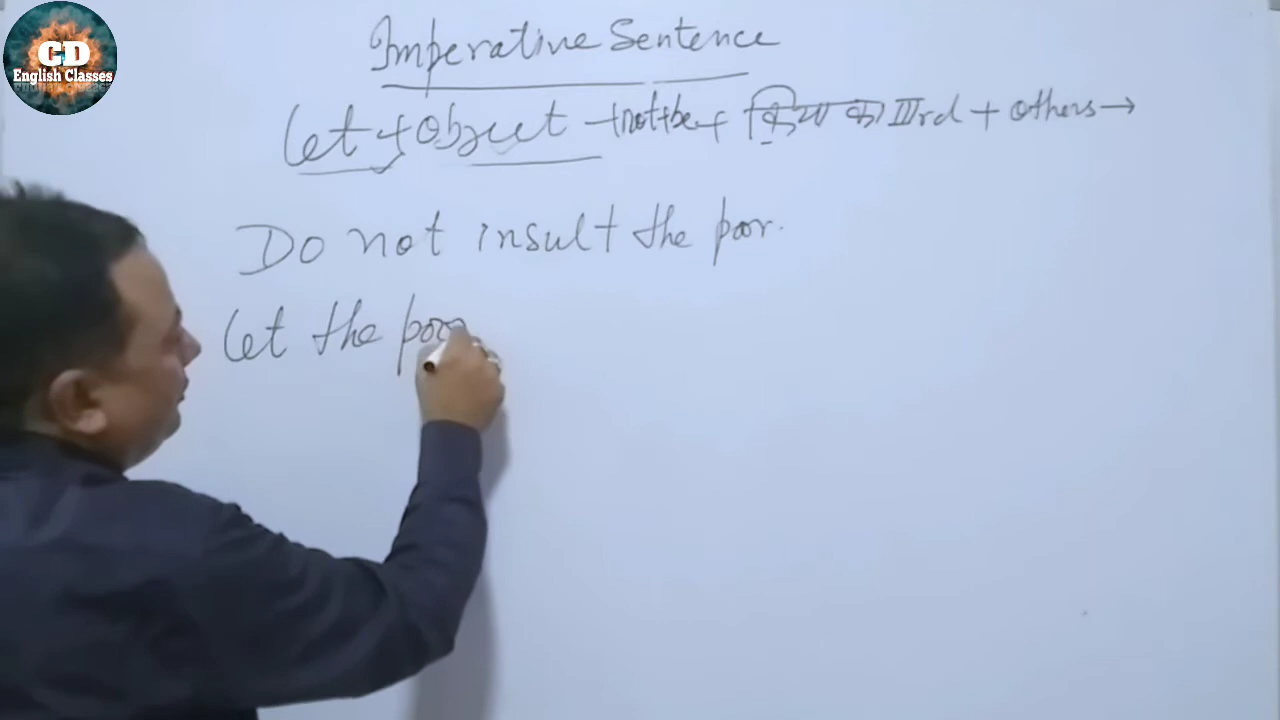 CD
English Classes
Imperative Sentence
Let + Object + not + be + क्रिया का IIIrd + Others →
Do not insult the poor.
Let the poor